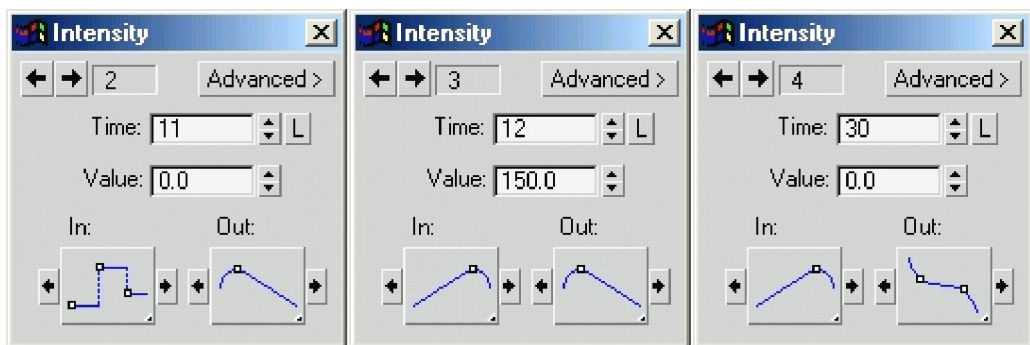 Intensity
2 Advanced >
Time: 11 L
Value: 0.0
In: Out:
Intensity
3 Advanced >
Time: 12 L
Value: 150.0
In: Out:
Intensity
4 Advanced >
Time: 30 L
Value: 0.0
In: Out: